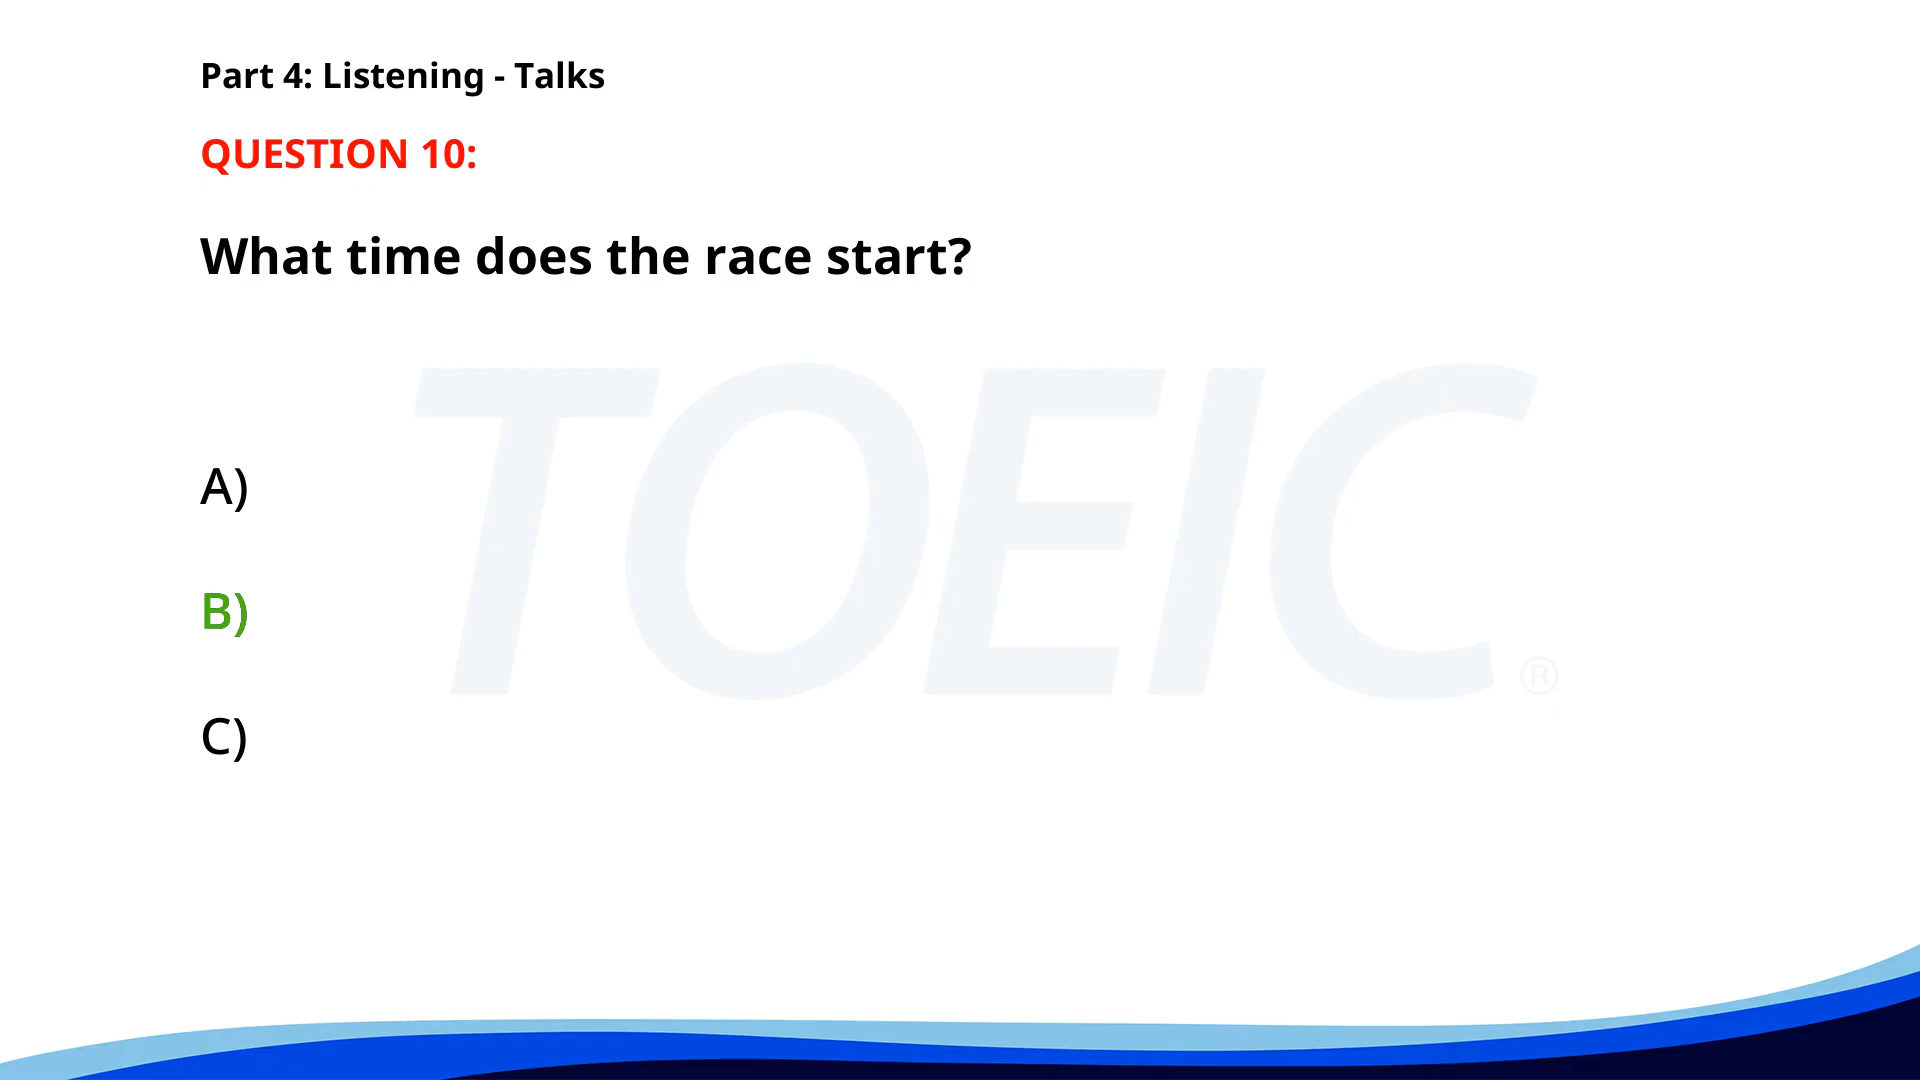 Part 4: Listening - Talks
QUESTION 10:
What time does the race start?
TOEIC®
A)
B)
C)